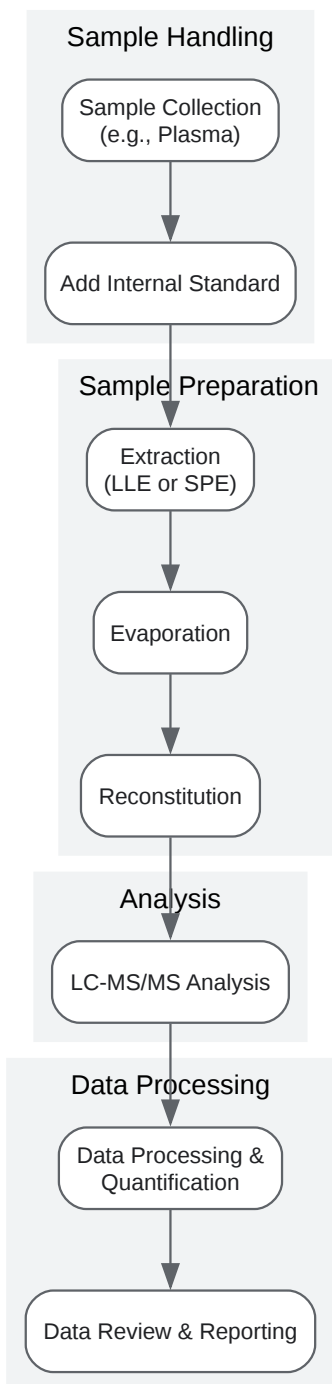 Sample Handling
Sample Collection
(e.g., Plasma)
Add Internal Standard
Sample Preparation
Extraction
(LLE or SPE)
Evaporation
Reconstitution
Analysis
LC-MS/MS Analysis
Data Processing
Data Processing &
Quantification
Data Review & Reporting